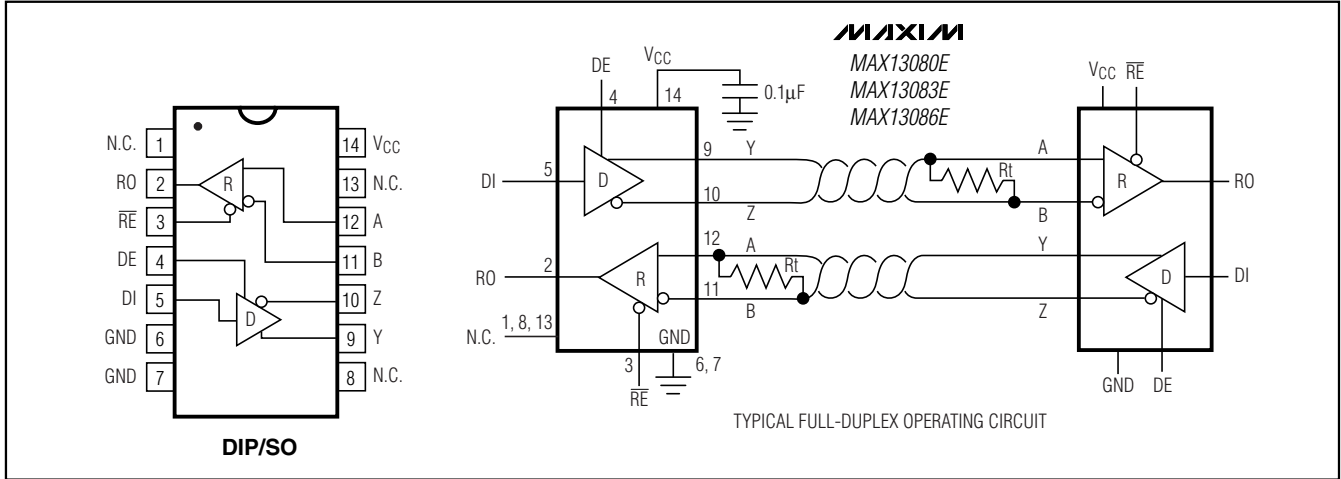 MAXIM
MAX13080E
MAX13083E
MAX13086E
N.C. 1
RO 2
RE 3
DE 4
DI 5
GND 6
GND 7
14 VCC
13 N.C.
12 A
11 B
10 Z
9 Y
8 N.C.
R
D
DIP/SO
DE
4
VCC
14
0.1µF
DI
5
D
9 Y
10
Z
RO
2
R
12
A
Rt
11
B
N.C. 1, 8, 13
3
RE
GND
6, 7
VCC RE
A
Rt
B
R
RO
Y
Z
D
DI
GND DE
TYPICAL FULL-DUPLEX OPERATING CIRCUIT